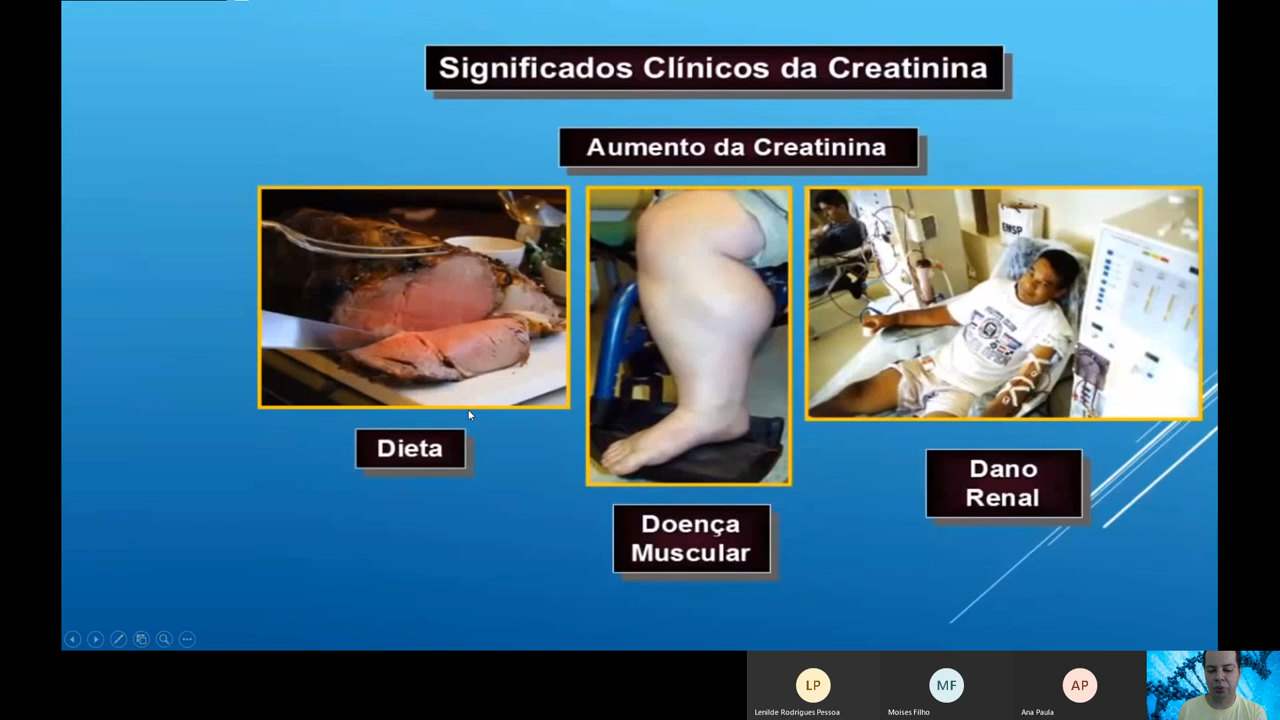 Significados Clínicos da Creatinina
Aumento da Creatinina
EMSP
Dieta
Dano
Renal
Doença
Muscular
LP
MF
AP
Lenilde Rodrigues Pessoa
Moises Filho
Ana Paula